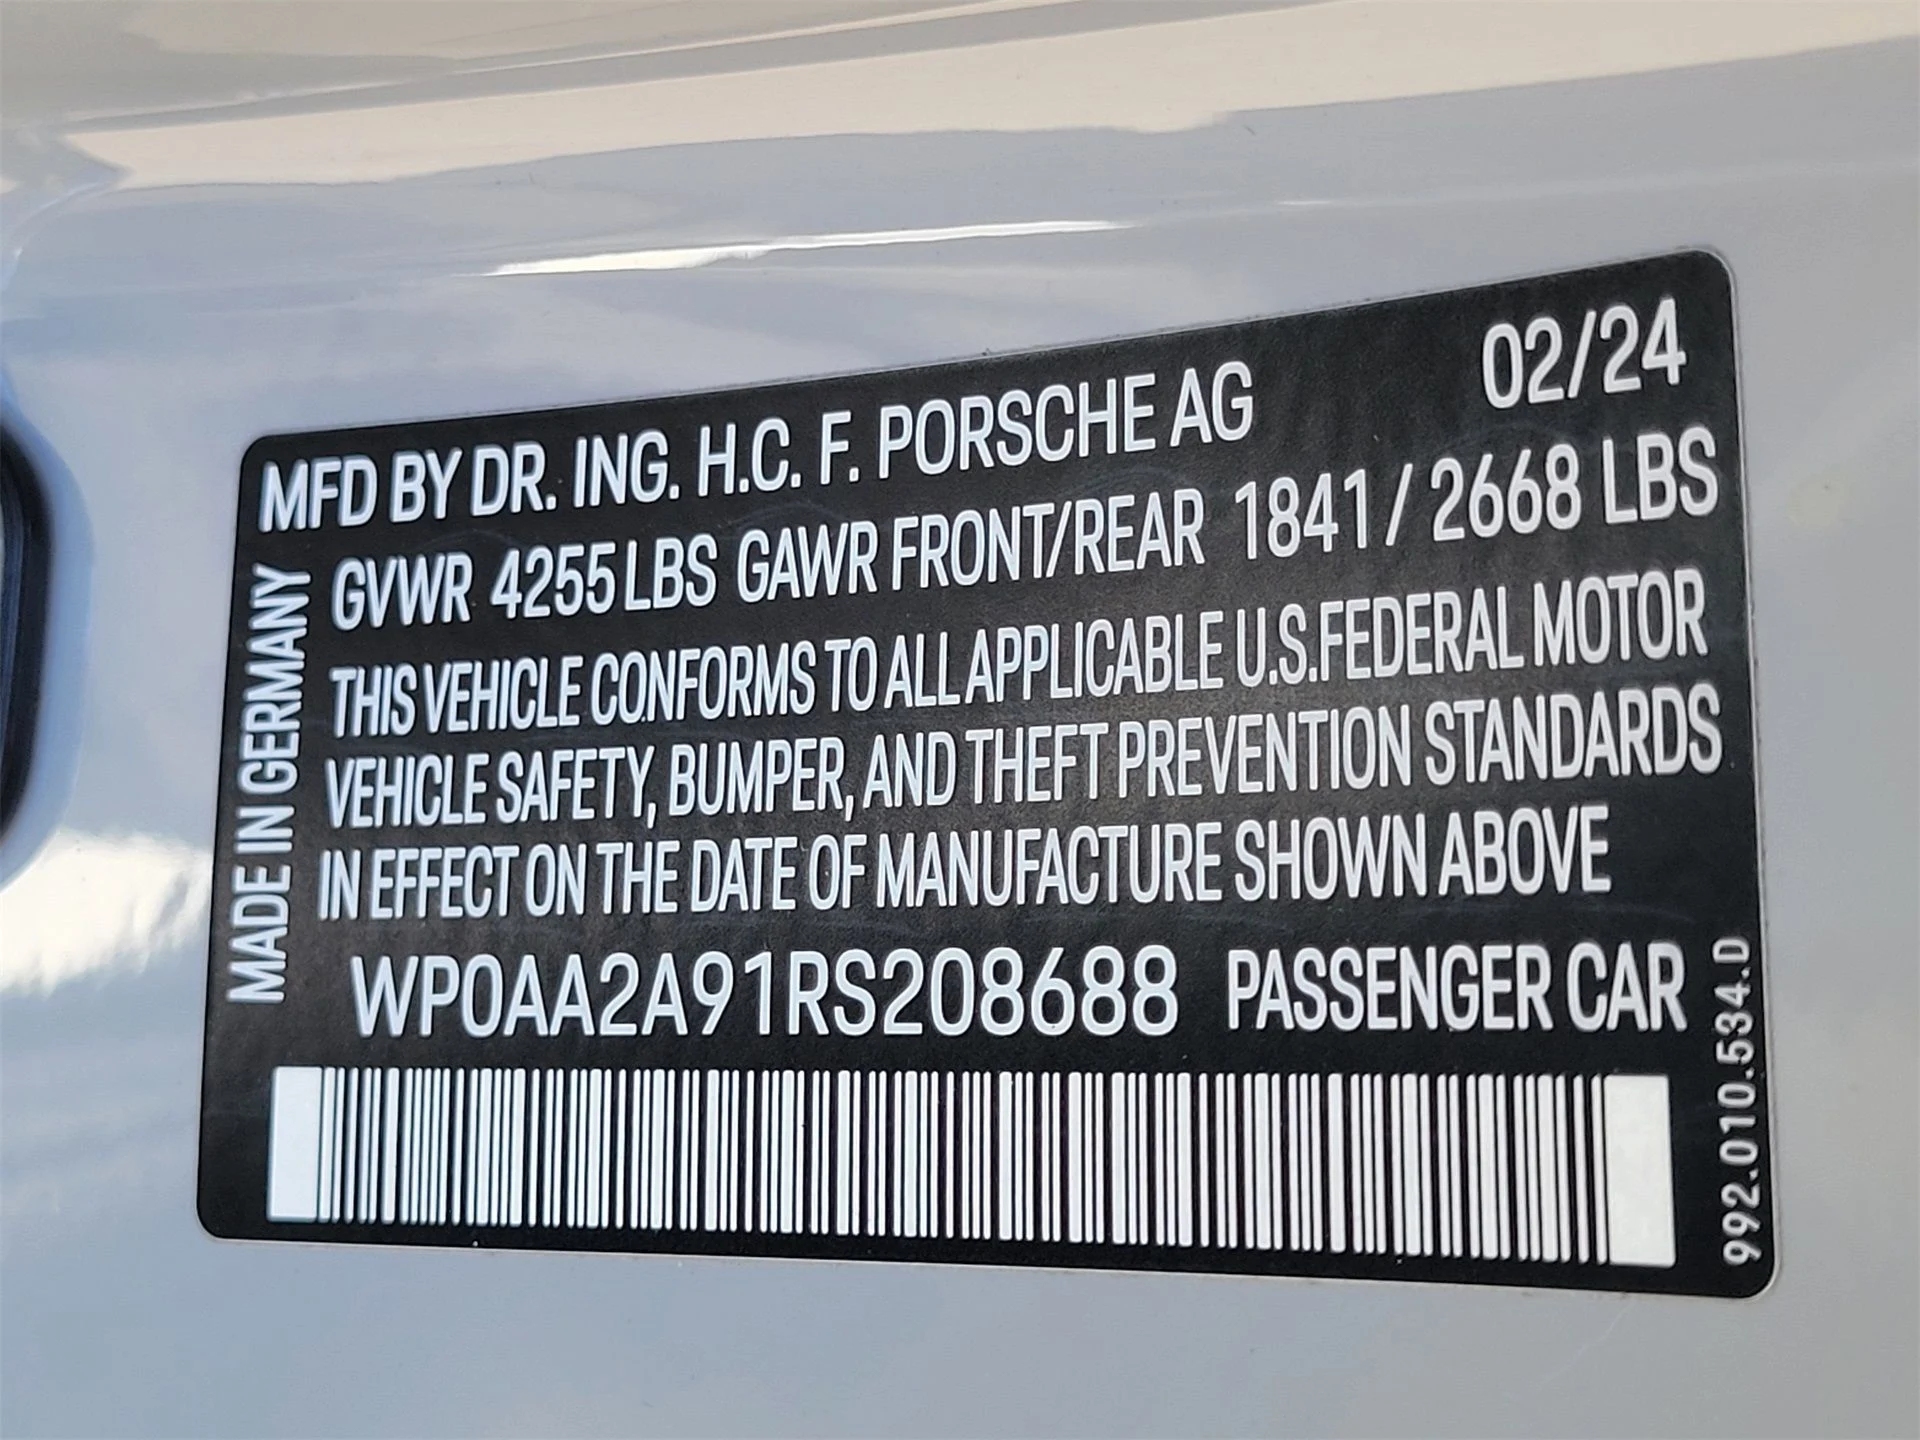 MFD BY DR. ING. H.C. F. PORSCHE AG 02/24
GVWR 4255 LBS GAWR FRONT/REAR 1841 / 2668 LBS
THIS VEHICLE CONFORMS TO ALL APPLICABLE U.S.FEDERAL MOTOR
VEHICLE SAFETY, BUMPER, AND THEFT PREVENTION STANDARDS
IN EFFECT ON THE DATE OF MANUFACTURE SHOWN ABOVE
WP0AA2A91RS208688 PASSENGER CAR
MADE IN GERMANY
992.010.534.D